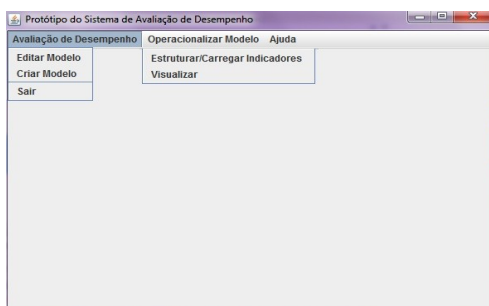 Protótipo do Sistema de Avaliação de Desempenho
Avaliação de Desempenho Operacionalizar Modelo Ajuda
Editar Modelo
Criar Modelo
Sair
Estruturar/Carregar Indicadores
Visualizar